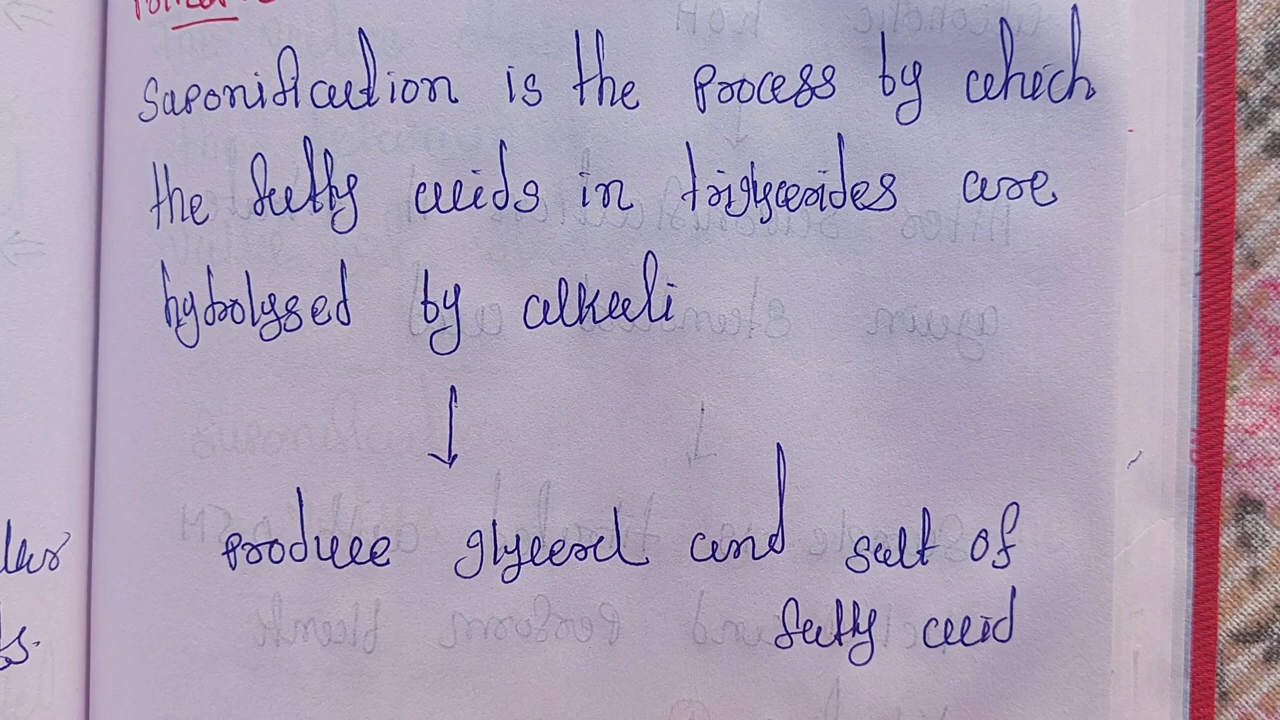 Saponification is the process by which
the fatty acids in triglycerides are
hydrolysed by alkali
↓
produce glycerol and salt of
fatty acid